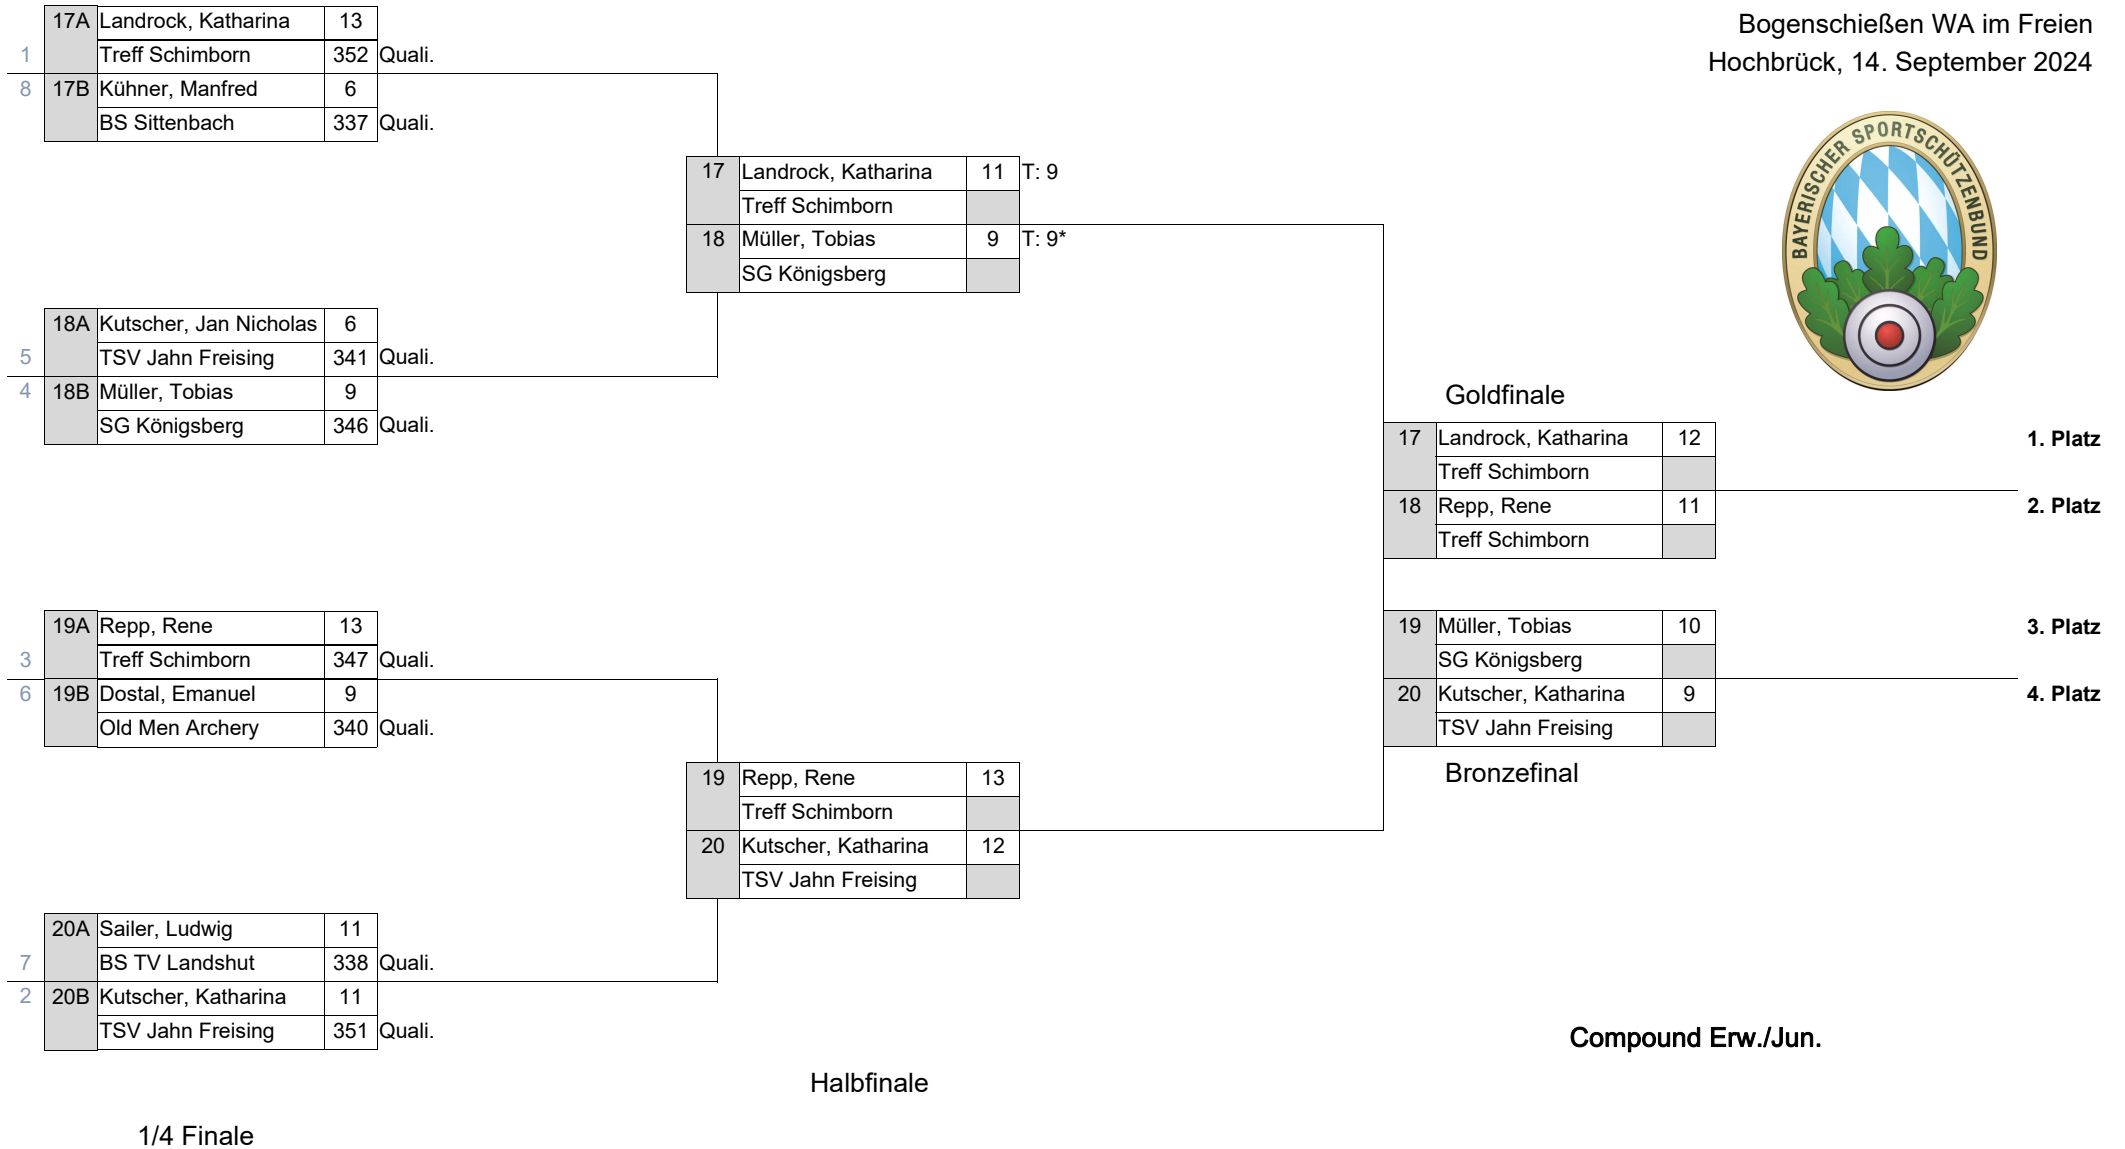 Bogenschießen WA im Freien
Hochbrück, 14. September 2024
BAYERISCHER SPORTSCHÜTZENBUND
17A Landrock, Katharina 13
1 Treff Schimborn 352 Quali.
8 17B Kühner, Manfred 6
BS Sittenbach 337 Quali.
17 Landrock, Katharina 11 T: 9
Treff Schimborn
18 Müller, Tobias 9 T: 9*
SG Königsberg
18A Kutscher, Jan Nicholas 6
5 TSV Jahn Freising 341 Quali.
4 18B Müller, Tobias 9
SG Königsberg 346 Quali.
Goldfinale
17 Landrock, Katharina 12 1. Platz
Treff Schimborn
18 Repp, Rene 11 2. Platz
Treff Schimborn
19A Repp, Rene 13
3 Treff Schimborn 347 Quali.
6 19B Dostal, Emanuel 9
Old Men Archery 340 Quali.
19 Müller, Tobias 10 3. Platz
SG Königsberg
20 Kutscher, Katharina 9 4. Platz
TSV Jahn Freising
Bronzefinal
19 Repp, Rene 13
Treff Schimborn
20 Kutscher, Katharina 12
TSV Jahn Freising
20A Sailer, Ludwig 11
7 BS TV Landshut 338 Quali.
2 20B Kutscher, Katharina 11
TSV Jahn Freising 351 Quali.
Compound Erw./Jun.
Halbfinale
1/4 Finale